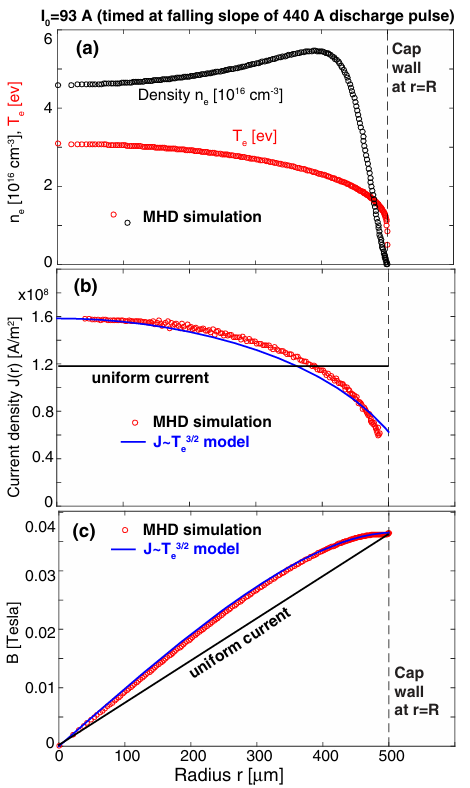 I₀=93 A (timed at falling slope of 440 A discharge pulse)
(a)
Cap
wall
at r=R
Density nₑ [10¹⁶ cm⁻³]
Tₑ [ev]
MHD simulation
nₑ [10¹⁶ cm⁻³], Tₑ [ev]
6
4
2
0
(b)
x10⁸
1.6
1.2
0.8
0.4
0
Current density J(r) [A/m²]
uniform current
MHD simulation
J~Tₑ³ᐟ² model
(c)
MHD simulation
J~Tₑ³ᐟ² model
uniform current
Cap
wall
at r=R
B [Tesla]
0.04
0.03
0.02
0.01
0
0
100
200
300
400
500
Radius r [μm]